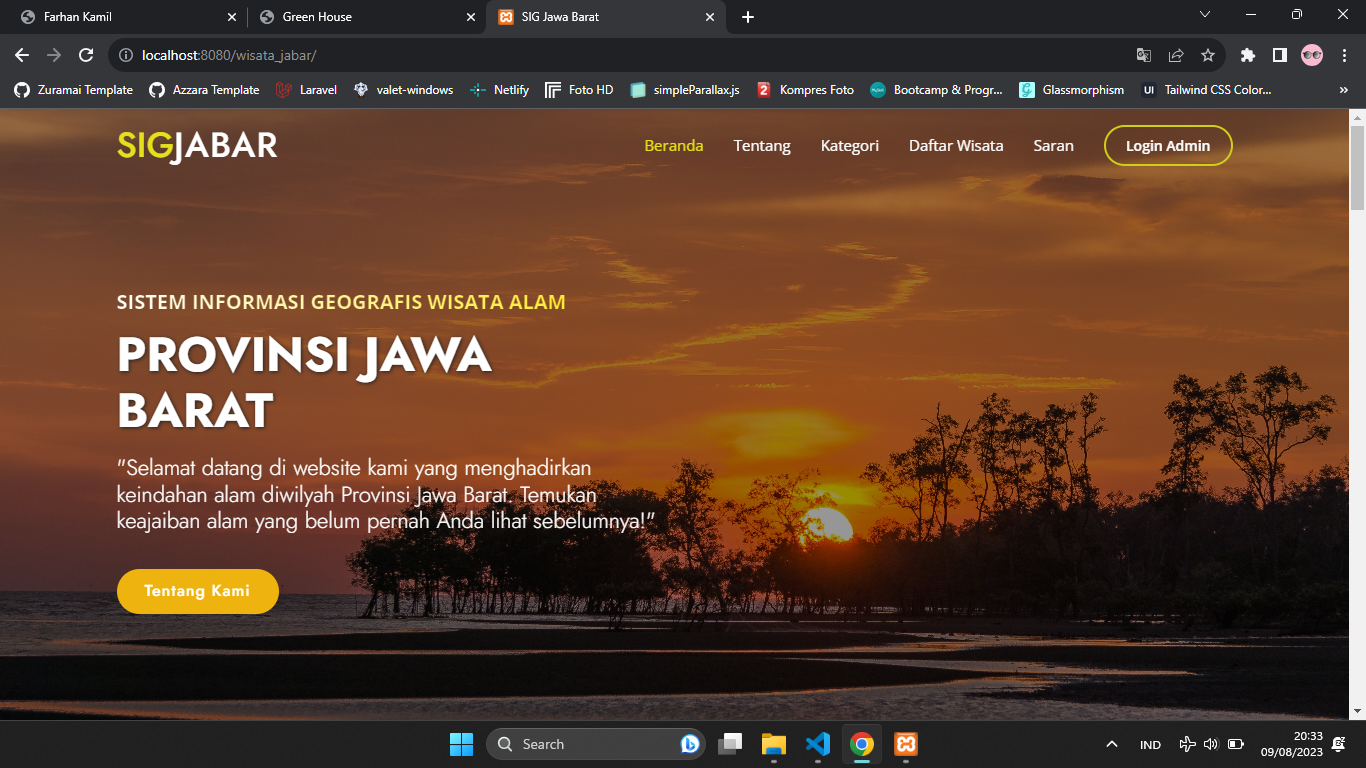 Farhan Kamil
Green House
SIG Jawa Barat
localhost:8080/wisata_jabar/
Zuramai Template
Azzara Template
Laravel
valet-windows
Netlify
Foto HD
simpleParallax.js
2
Kompres Foto
Bootcamp & Progr...
Glassmorphism
UI
Tailwind CSS Color...
»
SIGJABAR
Beranda
Tentang
Kategori
Daftar Wisata
Saran
Login Admin
SISTEM INFORMASI GEOGRAFIS WISATA ALAM
PROVINSI JAWA
BARAT
"Selamat datang di website kami yang menghadirkan
keindahan alam diwilyah Provinsi Jawa Barat. Temukan
keajaiban alam yang belum pernah Anda lihat sebelumnya!"
Tentang Kami
Search
IND
20:33
09/08/2023